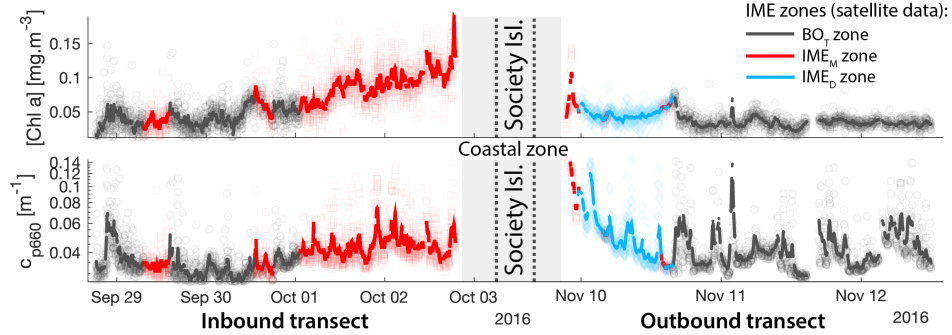 IME zones (satellite data):
BO_T zone
IME_M zone
IME_D zone
[Chl a] [mg.m⁻³]
0.15
0.1
0.05
Society Isl.
Coastal zone
c_p660 [m⁻¹]
0.14
0.12
0.1
0.08
0.06
0.04
Society Isl.
Sep 29
Sep 30
Oct 01
Oct 02
Oct 03
Nov 10
Nov 11
Nov 12
Inbound transect
2016
Outbound transect
2016